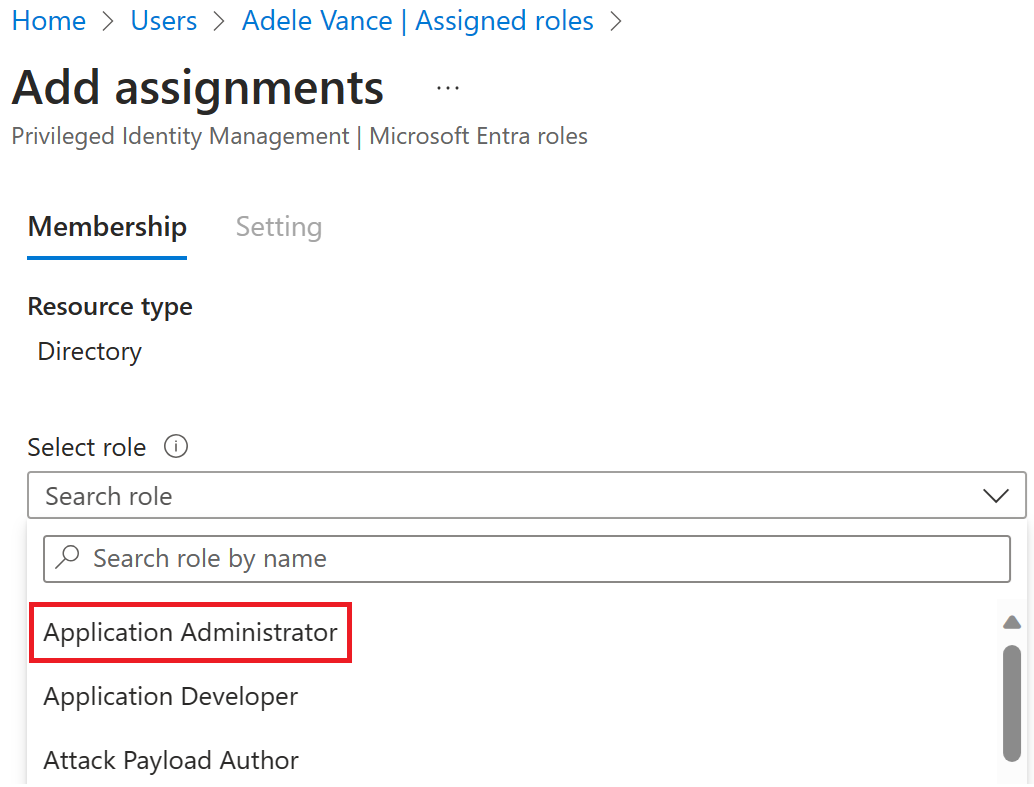 Home > Users > Adele Vance | Assigned roles >
Add assignments ...
Privileged Identity Management | Microsoft Entra roles
Membership Setting
Resource type
Directory
Select role
Search role
Search role by name
Application Administrator
Application Developer
Attack Payload Author